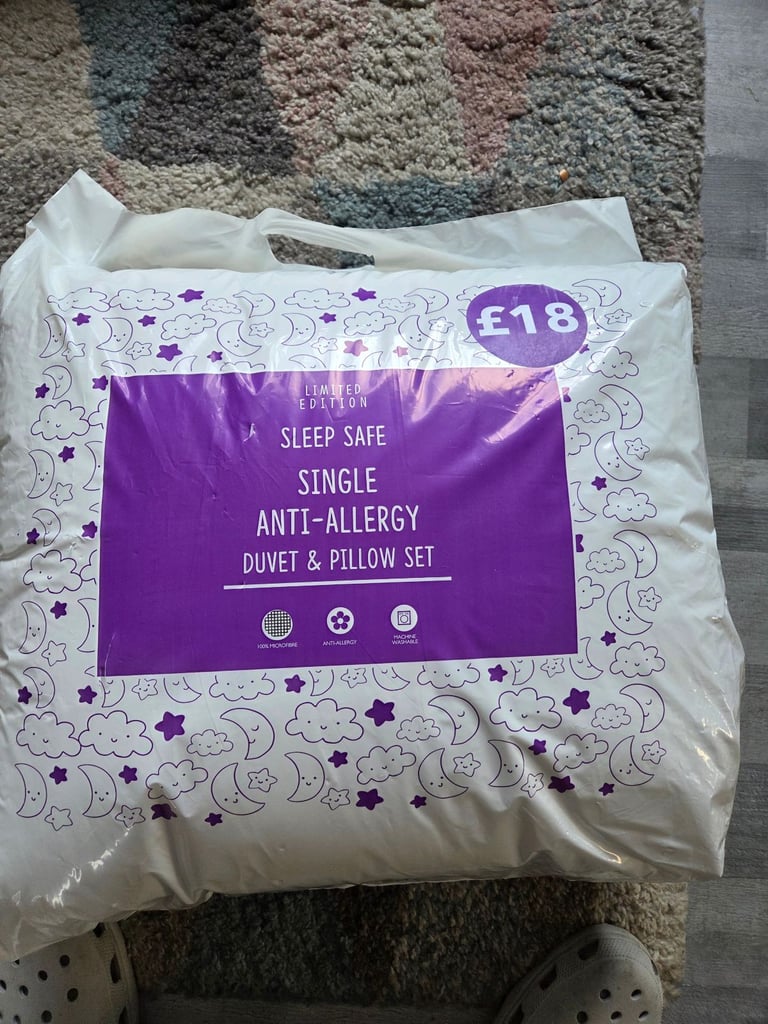 £18
LIMITED
EDITION
SLEEP SAFE
SINGLE
ANTI-ALLERGY
DUVET & PILLOW SET
100% MICROFIBRE
ANTI-ALLERGY
MACHINE
WASHABLE